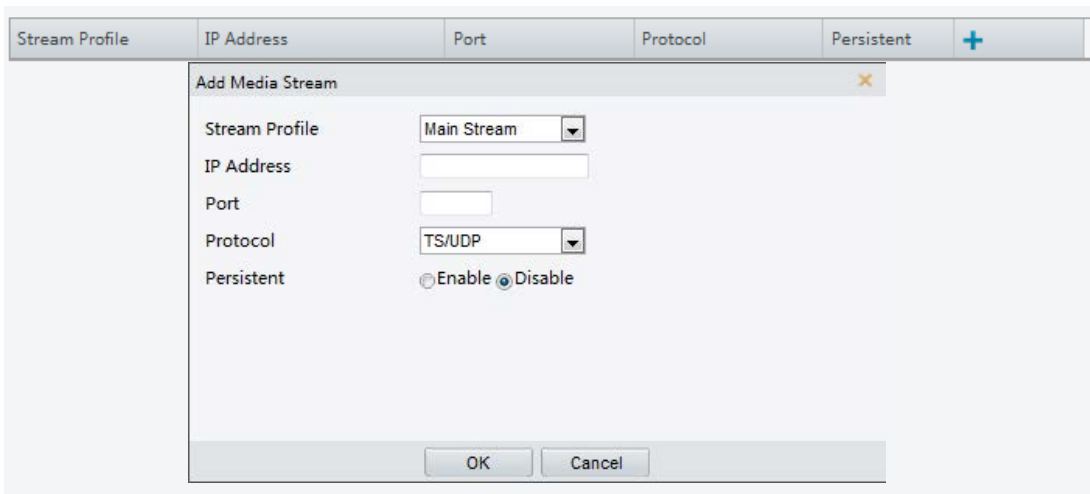 Stream Profile IP Address Port Protocol Persistent
Add Media Stream
Stream Profile Main Stream
IP Address
Port
Protocol TS/UDP
Persistent Enable Disable
OK Cancel